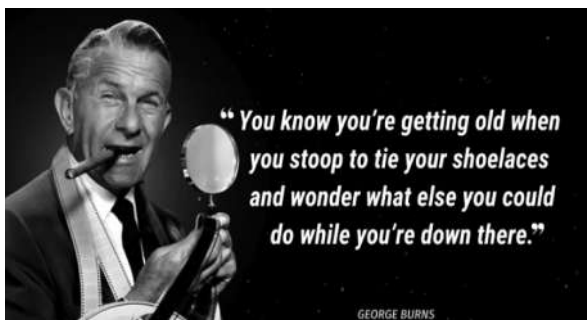 “ You know you’re getting old when
you stoop to tie your shoelaces
and wonder what else you could
do while you’re down there.”
GEORGE BURNS